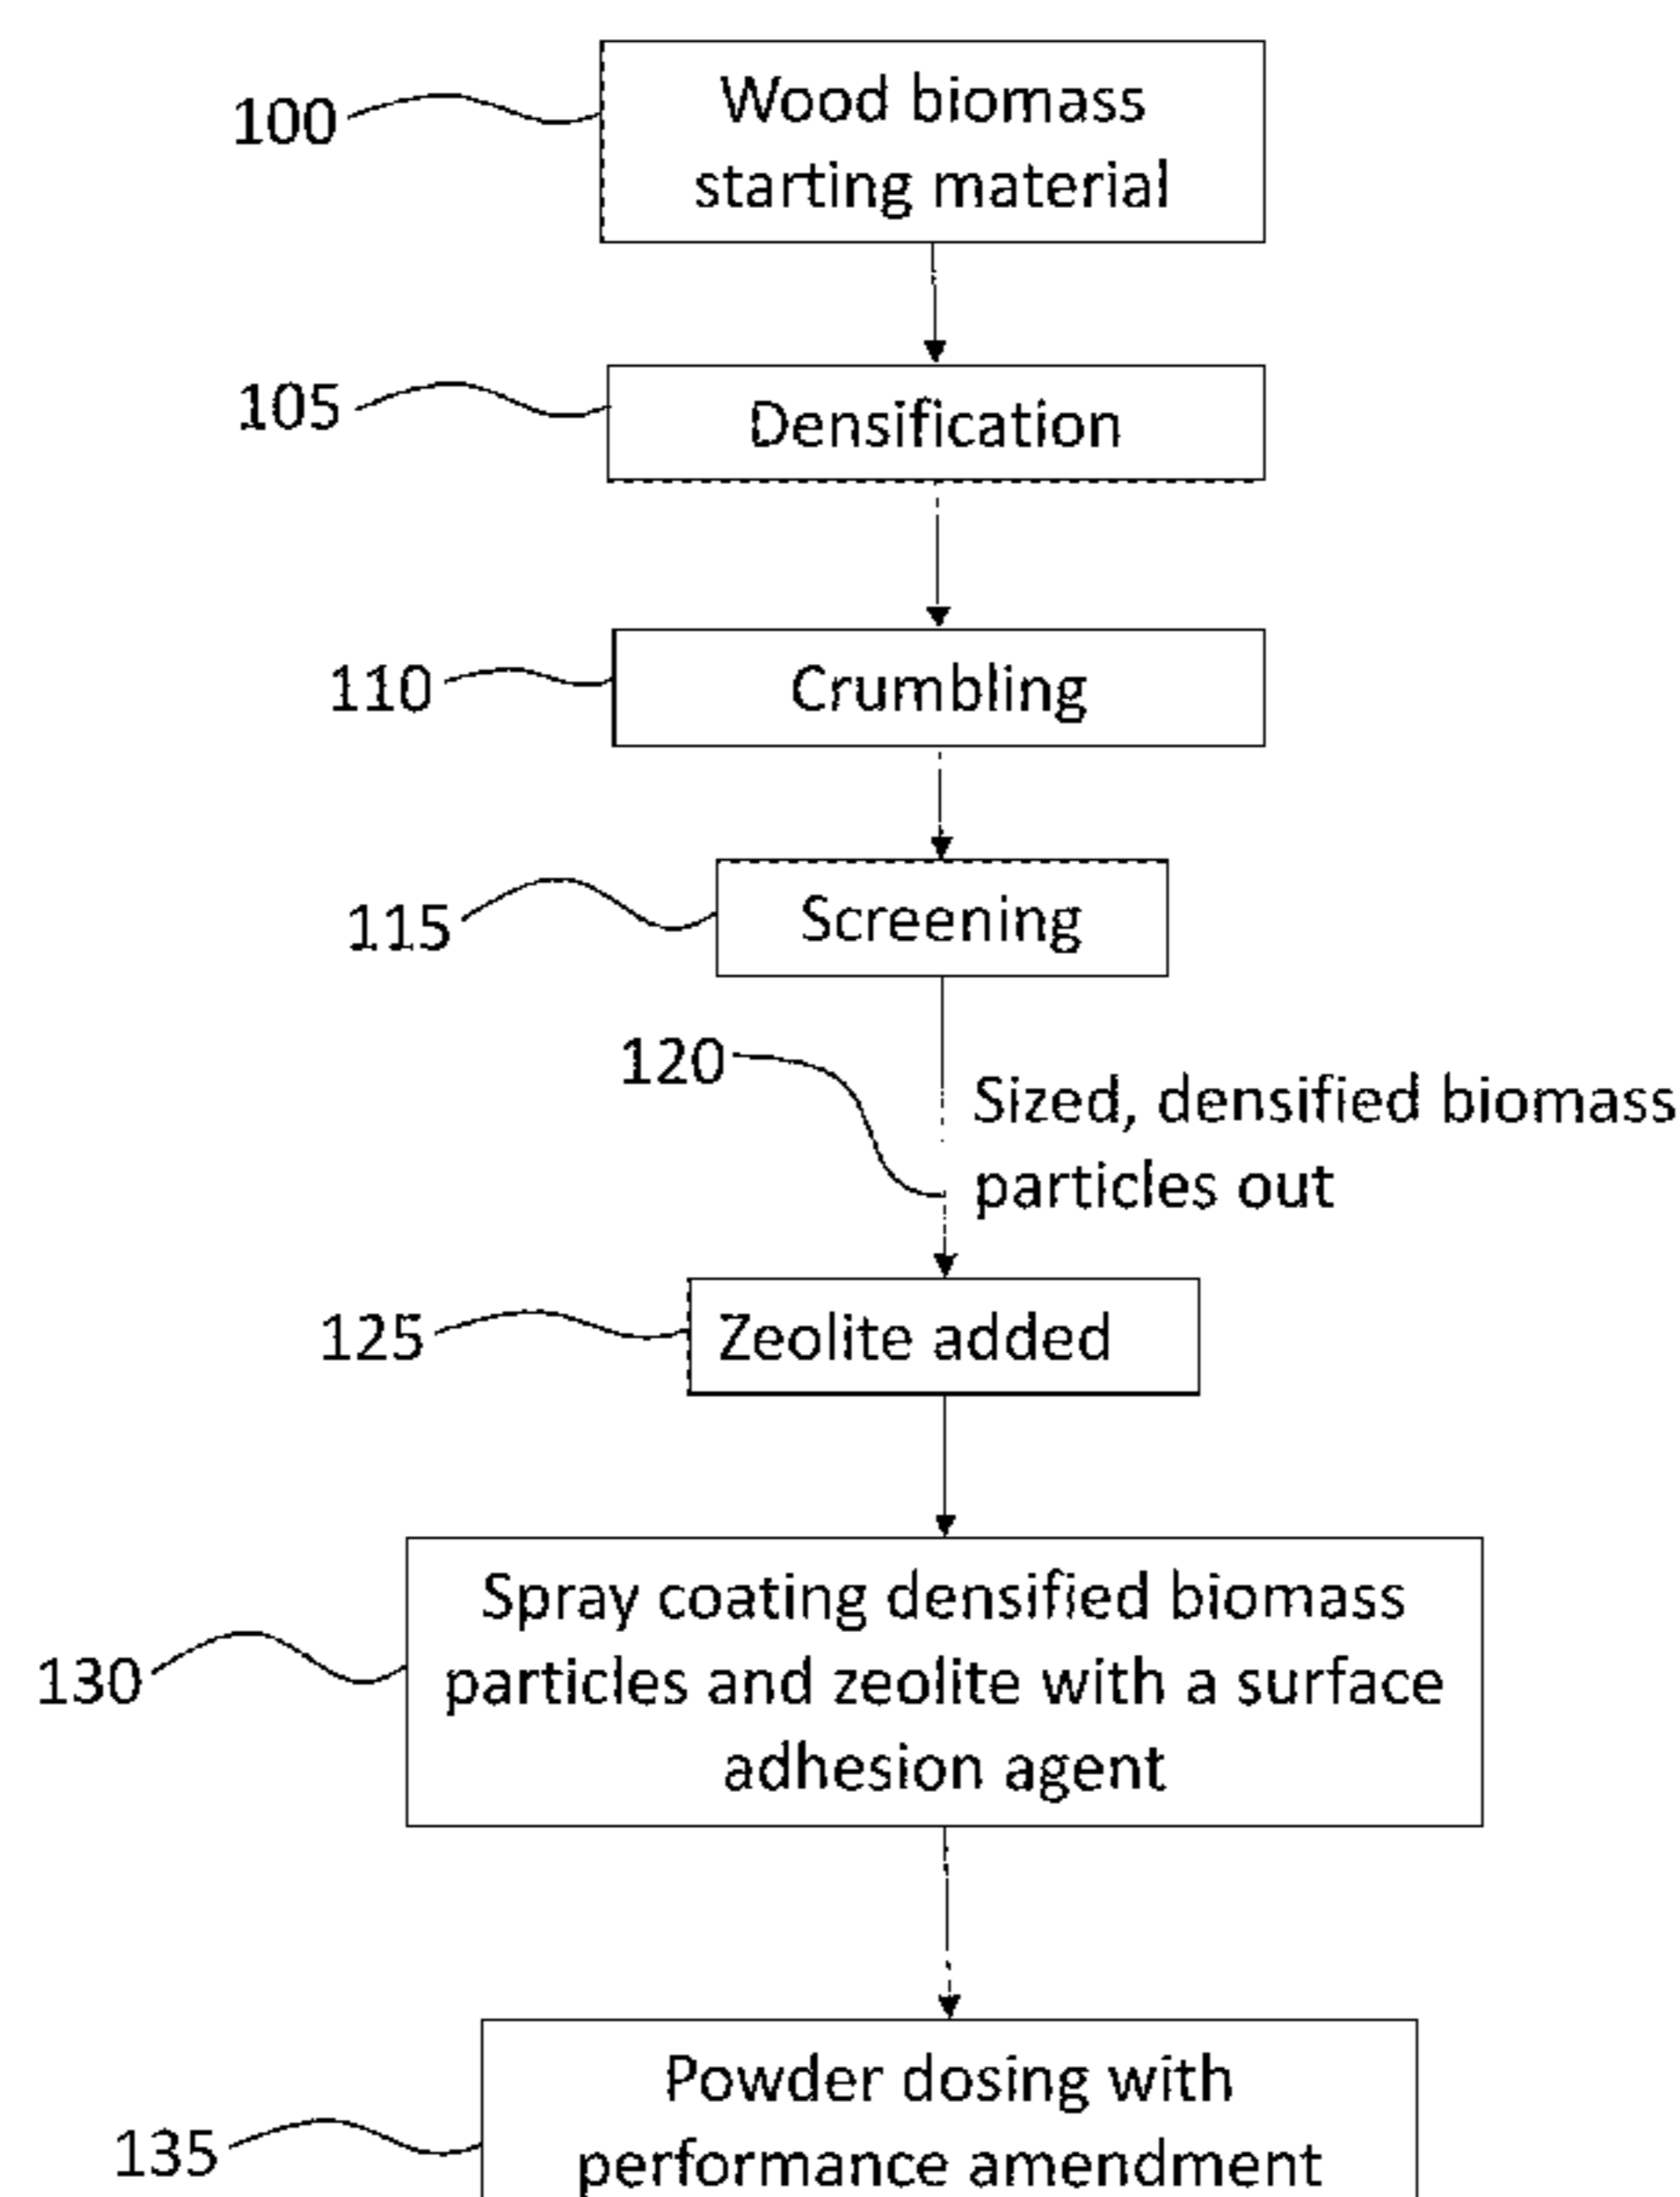 100
Wood biomass
starting material
105
Densification
110
Crumbling
115
Screening
120
Sized, densified biomass
particles out
125
Zeolite added
130
Spray coating densified biomass
particles and zeolite with a surface
adhesion agent
135
Powder dosing with
performance amendment